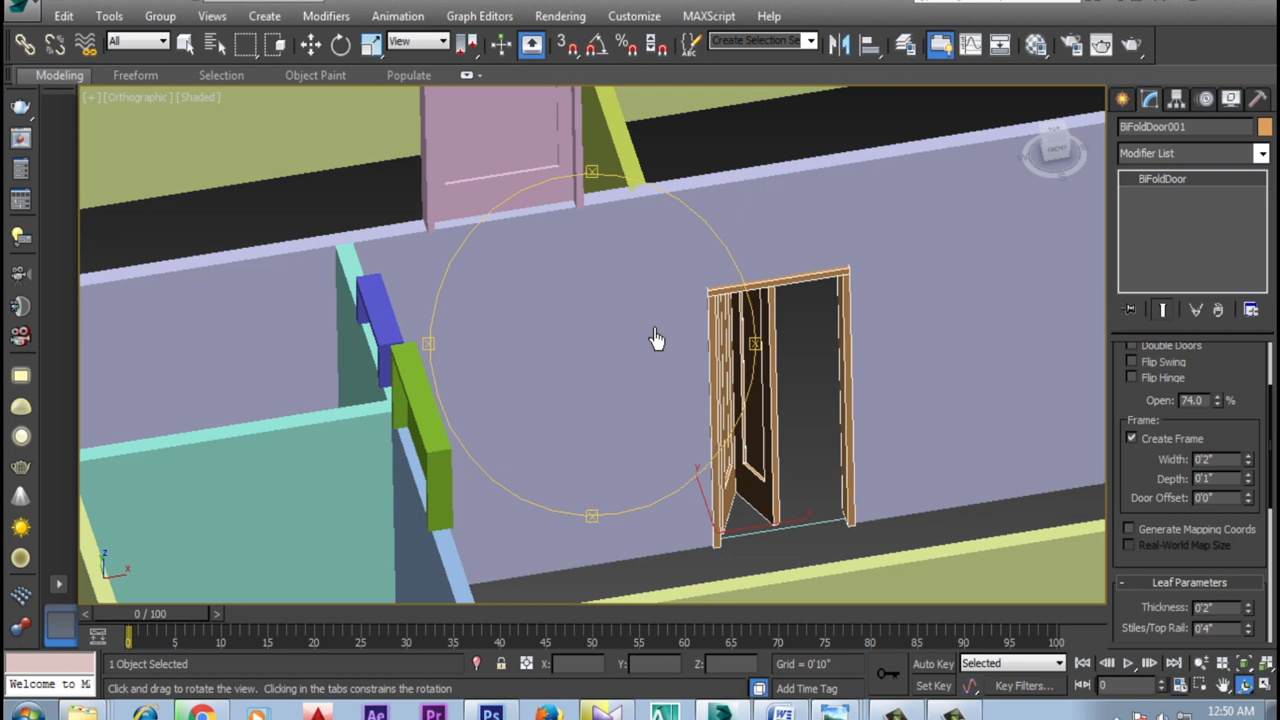 Edit Tools Group Views Create Modifiers Animation Graph Editors Rendering Customize MAXScript Help
All View 3 % ABC Create Selection Se
Modeling Freeform Selection Object Paint Populate
[+] [Orthographic] [Shaded]
FRONT
BiFoldDoor001
Modifier List
BiFoldDoor
Double Doors
Flip Swing
Flip Hinge
Open: 74.0 %
Frame:
Create Frame
Width: 0'2"
Depth: 0'1"
Door Offset: 0'0"
Generate Mapping Coords
Real-World Map Size
- Leaf Parameters
Thickness: 0'2"
Stiles/Top Rail: 0'4"
y
x
z
x
< 0 / 100 >
0 5 10 15 20 25 30 35 40 45 50 55 60 65 70 75 80 85 90 95 100
1 Object Selected X: Y: Z: Grid = 0'10" Auto Key Selected
Welcome to M
Click and drag to rotate the view. Clicking in the tabs constrains the rotation Add Time Tag Set Key Key Filters... 0
Ae Pr Ps W
12:50 AM